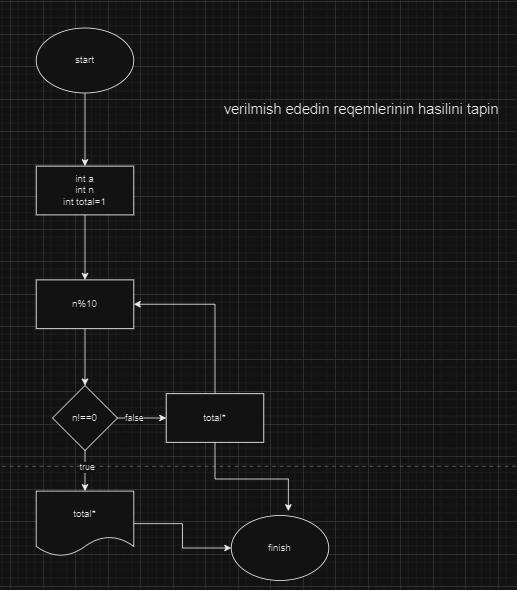 start
verilmish ededin reqemlerinin hasilini tapin
int a
int n
int total=1
n%10
n!==0
false
total*
true
total*
finish